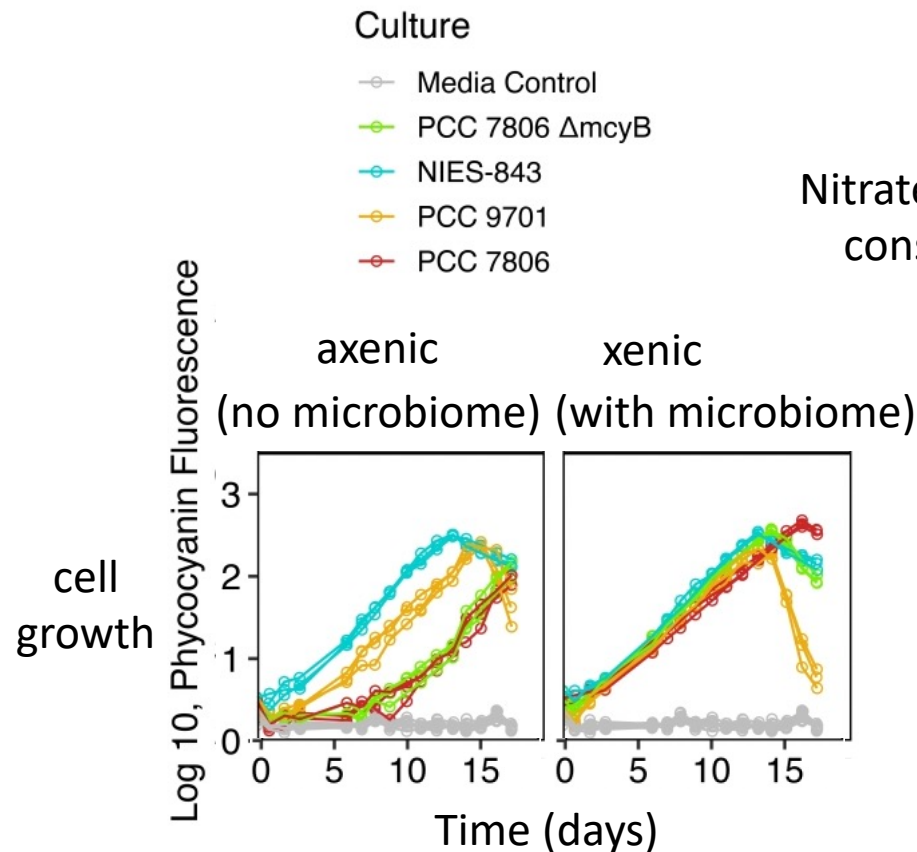 Culture
Media Control
PCC 7806 ΔmcyB
NIES-843
PCC 9701
PCC 7806
axenic
xenic
(no microbiome)
(with microbiome)
Log 10, Phycocyanin Fluorescence
cell
growth
3
2
1
0
0 5 10 15
0 5 10 15
Time (days)